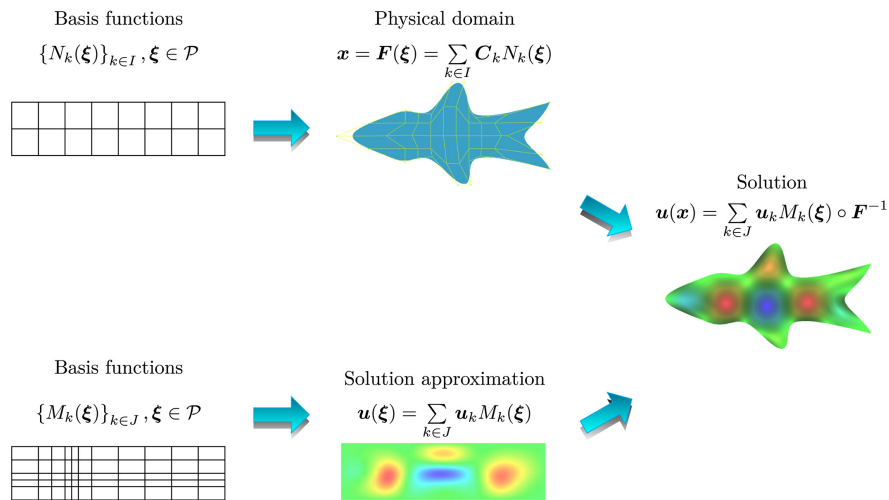 Basis functions
{N_k(ξ)}_{k∈I}, ξ ∈ P
Physical domain
x = F(ξ) = ∑_{k∈I} C_k N_k(ξ)
Solution
u(x) = ∑_{k∈J} u_k M_k(ξ) ∘ F^{-1}
Basis functions
{M_k(ξ)}_{k∈J}, ξ ∈ P
Solution approximation
u(ξ) = ∑_{k∈J} u_k M_k(ξ)